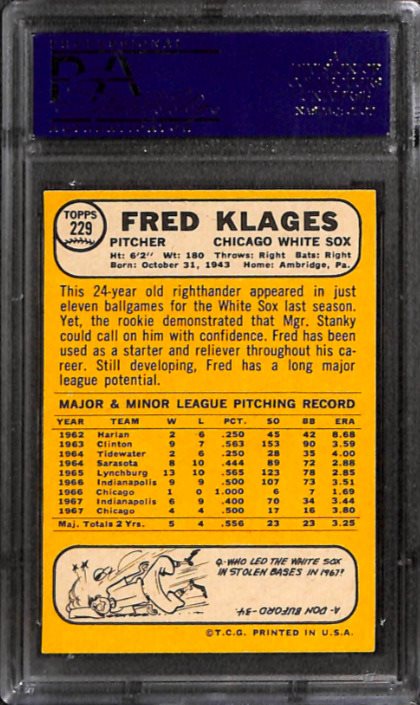 PSA
TOPPS
229
FRED KLAGES
PITCHER CHICAGO WHITE SOX
Ht: 6'2" Wt: 180 Throws: Right Bats: Right
Born: October 31, 1943 Home: Ambridge, Pa.
This 24-year old righthander appeared in just
eleven ballgames for the White Sox last season.
Yet, the rookie demonstrated that Mgr. Stanky
could call on him with confidence. Fred has been
used as a starter and reliever throughout his ca-
reer. Still developing, Fred has a long major
league potential.
MAJOR & MINOR LEAGUE PITCHING RECORD
YEAR TEAM W L PCT. SO BB ERA
1962 Harlan 2 6 .250 45 42 8.68
1963 Clinton 9 7 .563 153 90 3.59
1964 Tidewater 2 6 .250 28 35 4.00
1964 Sarasota 8 10 .444 89 72 2.88
1965 Lynchburg 13 10 .565 123 78 2.85
1966 Indianapolis 9 9 .500 107 73 3.51
1966 Chicago 1 0 1.000 6 7 1.69
1967 Indianapolis 6 9 .400 70 34 3.44
1967 Chicago 4 4 .500 17 16 3.80
Maj. Totals 2 Yrs. 5 4 .556 23 23 3.25
Q-WHO LED THE WHITE SOX
IN STOLEN BASES IN 1967?
A- DON BUFORD-34
©T.C.G. PRINTED IN U.S.A.